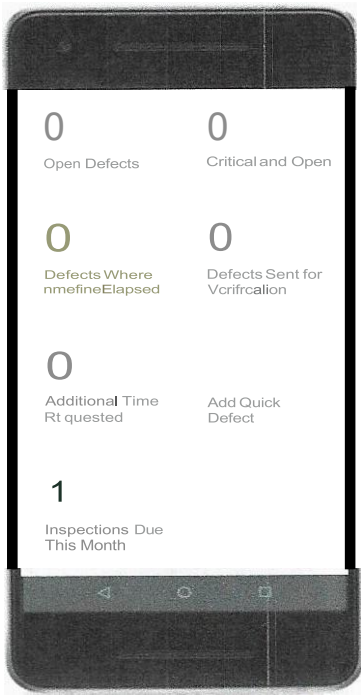 0
0
Open Defects
Critical and Open
0
0
Defects Where
nmefineElapsed
Defects Sent for
Vcrifrcalion
0
Additional Time
Rt quested
Add Quick
Defect
1
Inspections Due
This Month